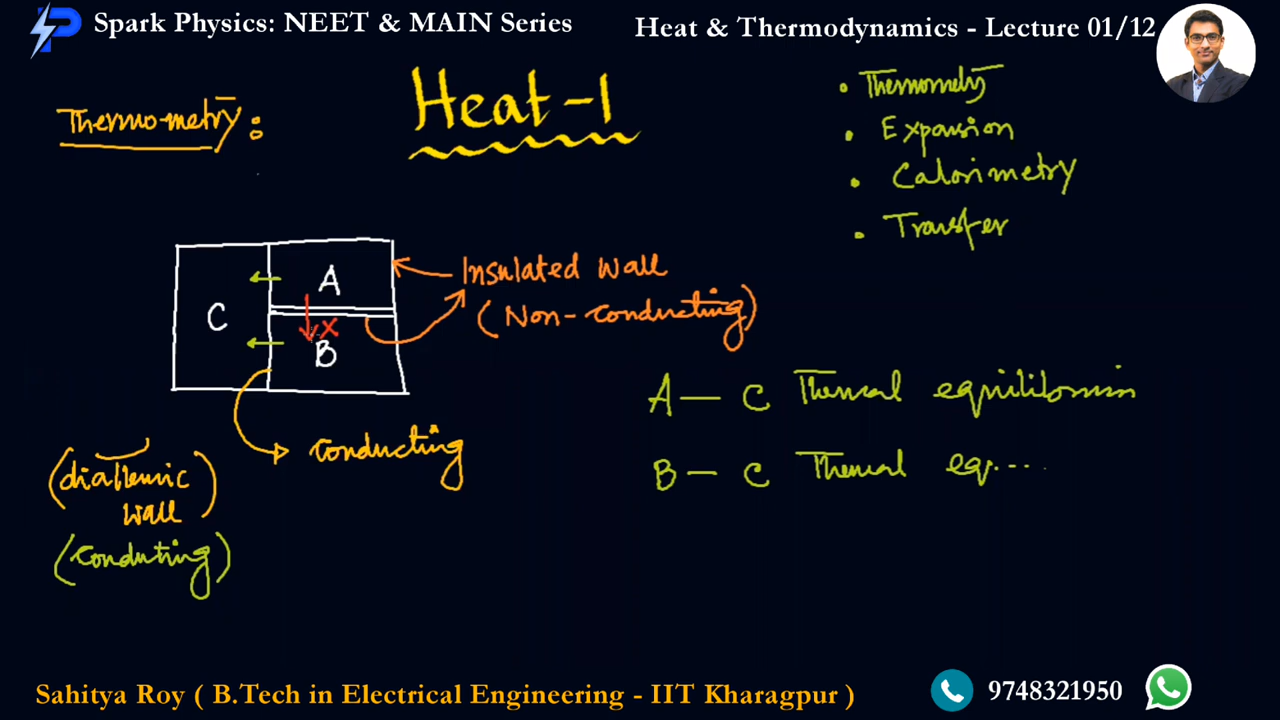 Spark Physics: NEET & MAIN Series
Heat & Thermodynamics - Lecture 01/12
Heat-1
Thermo-metry:
• Thermometry
• Expansion
• Calorimetry
• Transfer
A
B
C
x
Insulated wall
(Non-conducting)
conducting
(diathermic wall)
(conduting)
A — C Thermal equilibrium
B — C Thermal eq....
Sahitya Roy ( B.Tech in Electrical Engineering - IIT Kharagpur )
9748321950